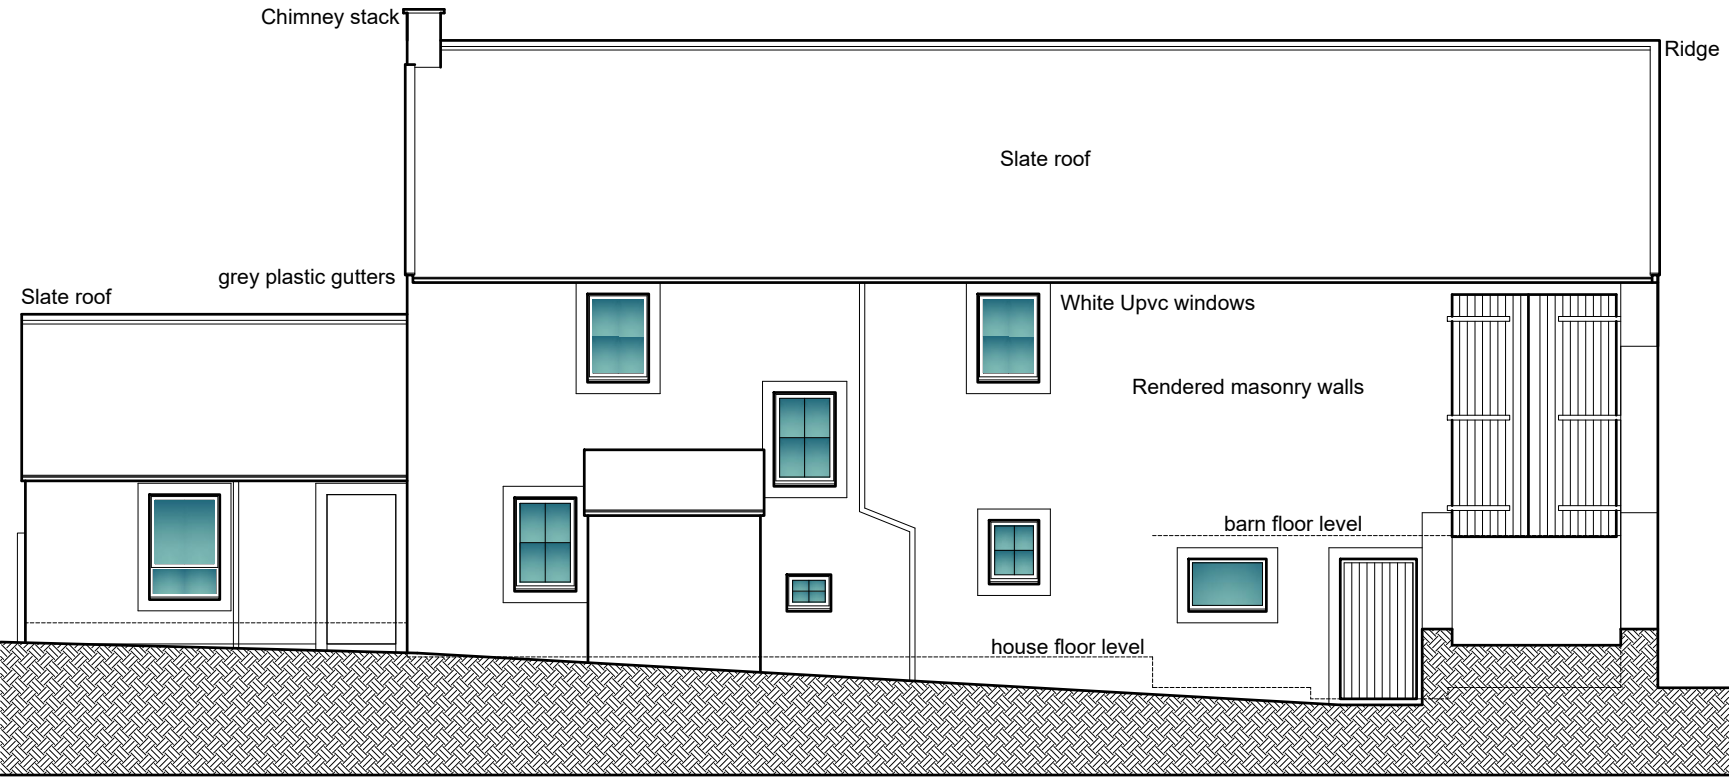 Chimney stack
Ridge
Slate roof
grey plastic gutters
Slate roof
White Upvc windows
Rendered masonry walls
barn floor level
house floor level